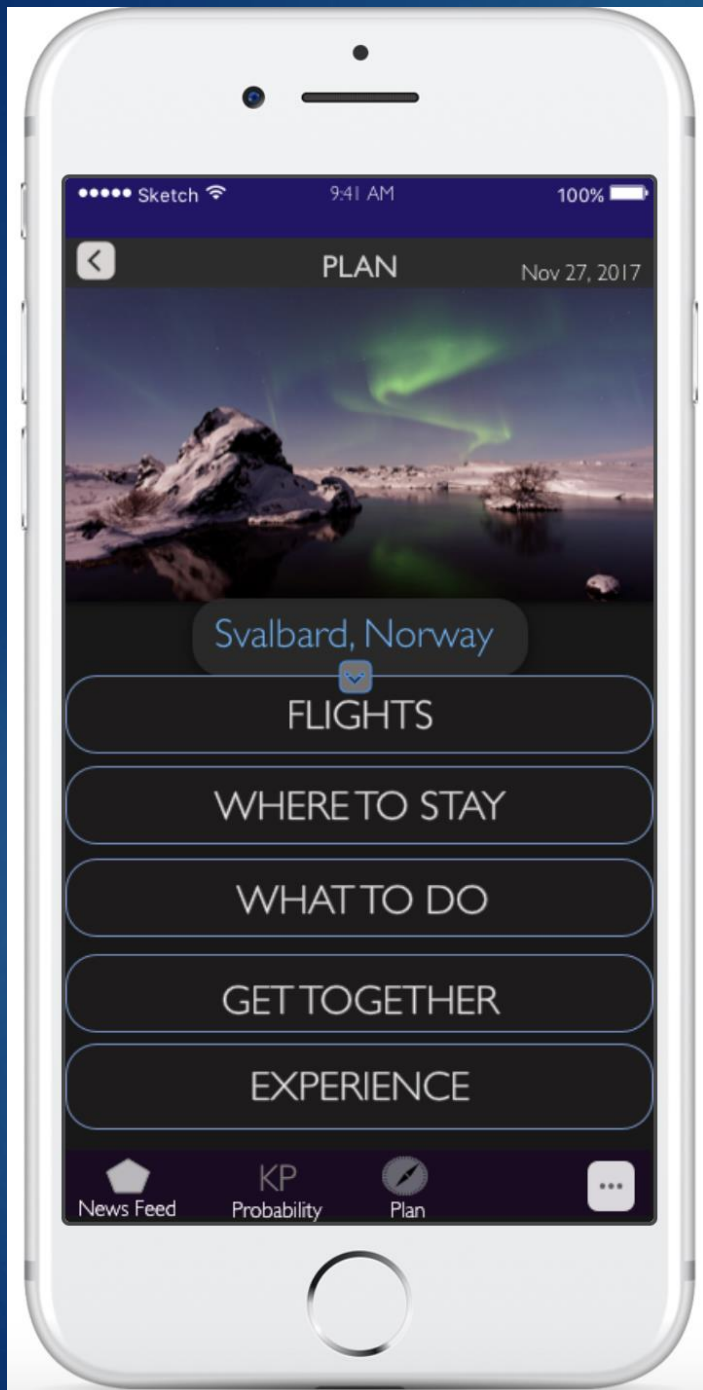 Sketch
9:41 AM
100%
PLAN
Nov 27, 2017
Svalbard, Norway
FLIGHTS
WHERE TO STAY
WHAT TO DO
GET TOGETHER
EXPERIENCE
KP
News Feed
Probability
Plan